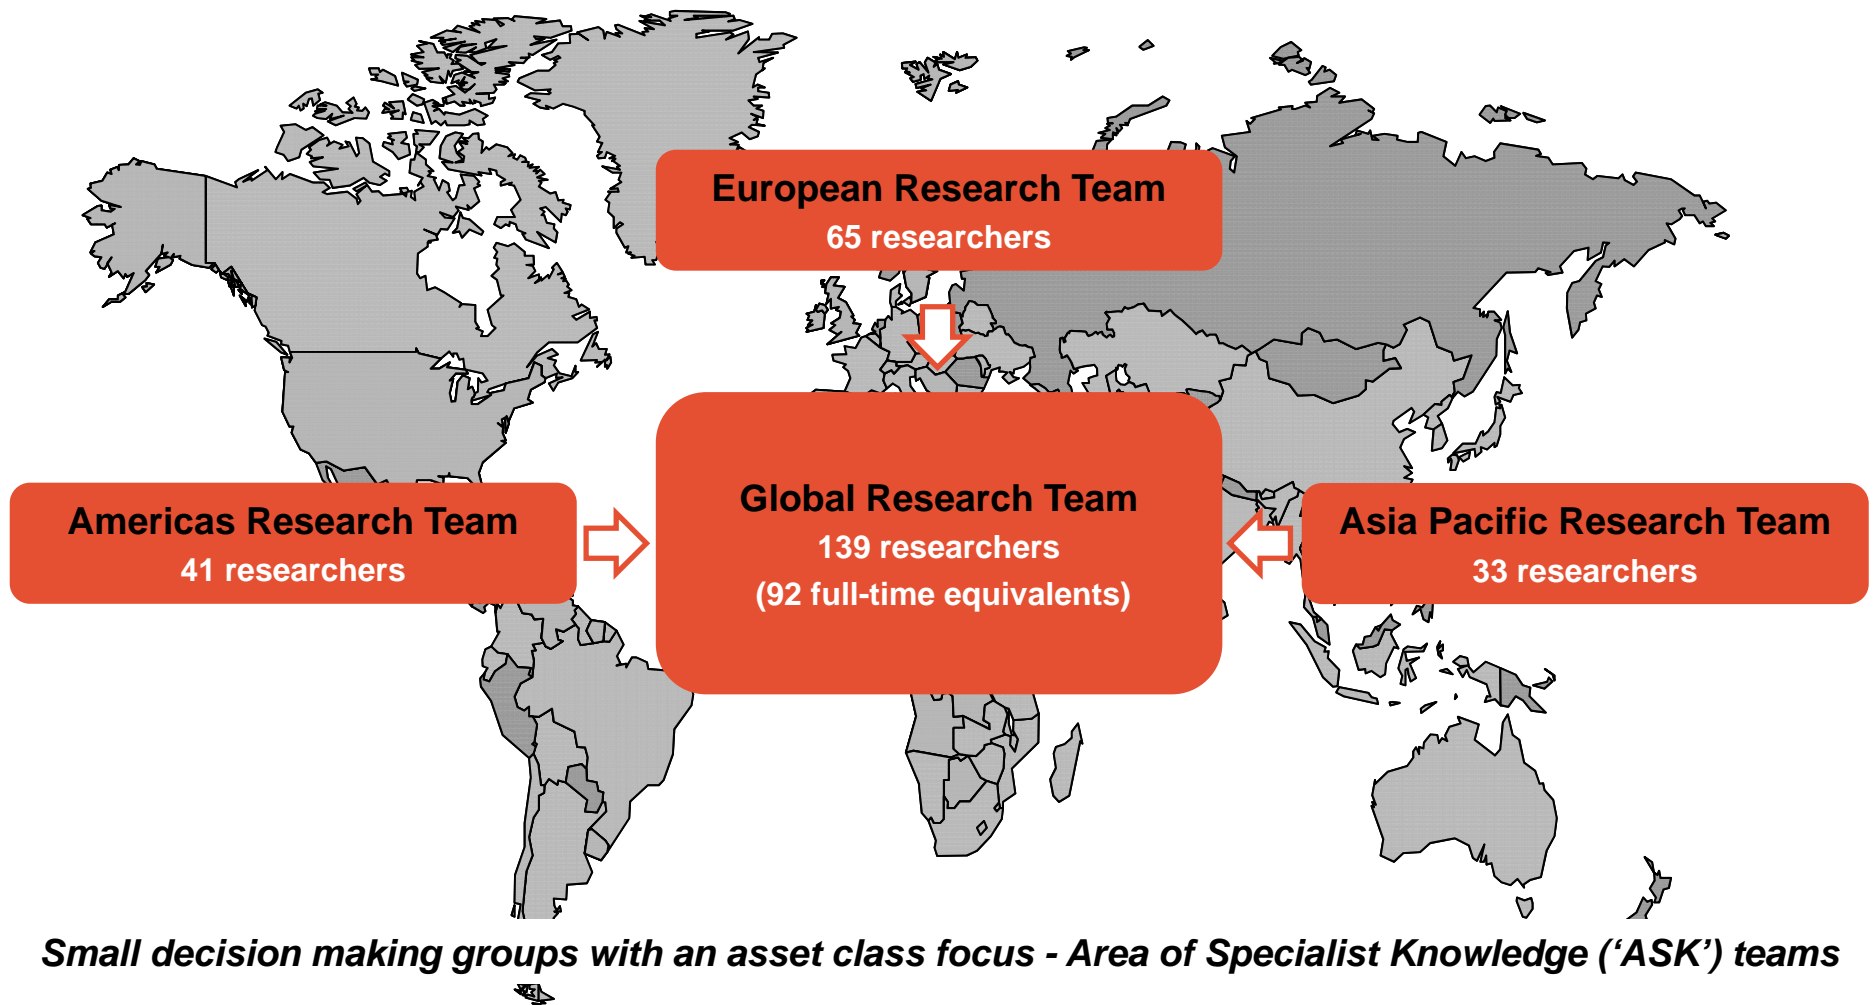 European Research Team
65 researchers
Global Research Team
139 researchers
(92 full-time equivalents)
Americas Research Team
41 researchers
Asia Pacific Research Team
33 researchers
Small decision making groups with an asset class focus - Area of Specialist Knowledge (‘ASK’) teams